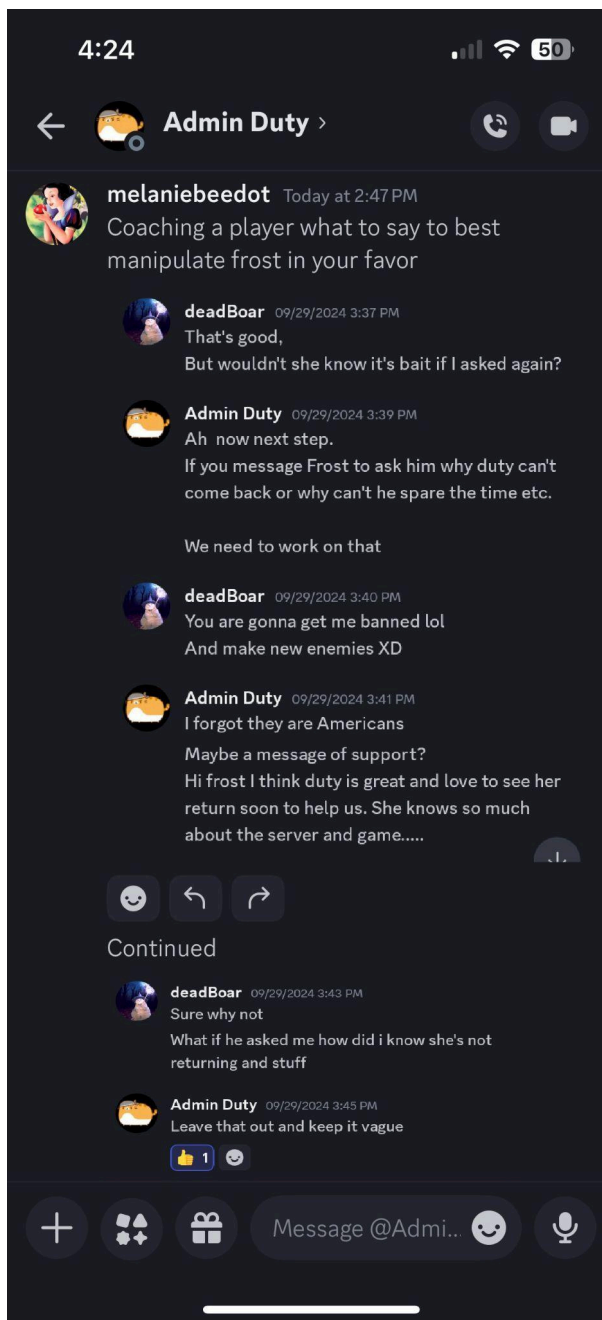 4:24
50
Admin Duty >
melaniebeedot Today at 2:47 PM
Coaching a player what to say to best
manipulate frost in your favor
deadBoar 09/29/2024 3:37 PM
That's good,
But wouldn't she know it's bait if I asked again?
Admin Duty 09/29/2024 3:39 PM
Ah now next step.
If you message Frost to ask him why duty can't
come back or why can't he spare the time etc.
We need to work on that
deadBoar 09/29/2024 3:40 PM
You are gonna get me banned lol
And make new enemies XD
Admin Duty 09/29/2024 3:41 PM
I forgot they are Americans
Maybe a message of support?
Hi frost I think duty is great and love to see her
return soon to help us. She knows so much
about the server and game.....
Continued
deadBoar 09/29/2024 3:43 PM
Sure why not
What if he asked me how did i know she's not
returning and stuff
Admin Duty 09/29/2024 3:45 PM
Leave that out and keep it vague
1
Message @Admi...